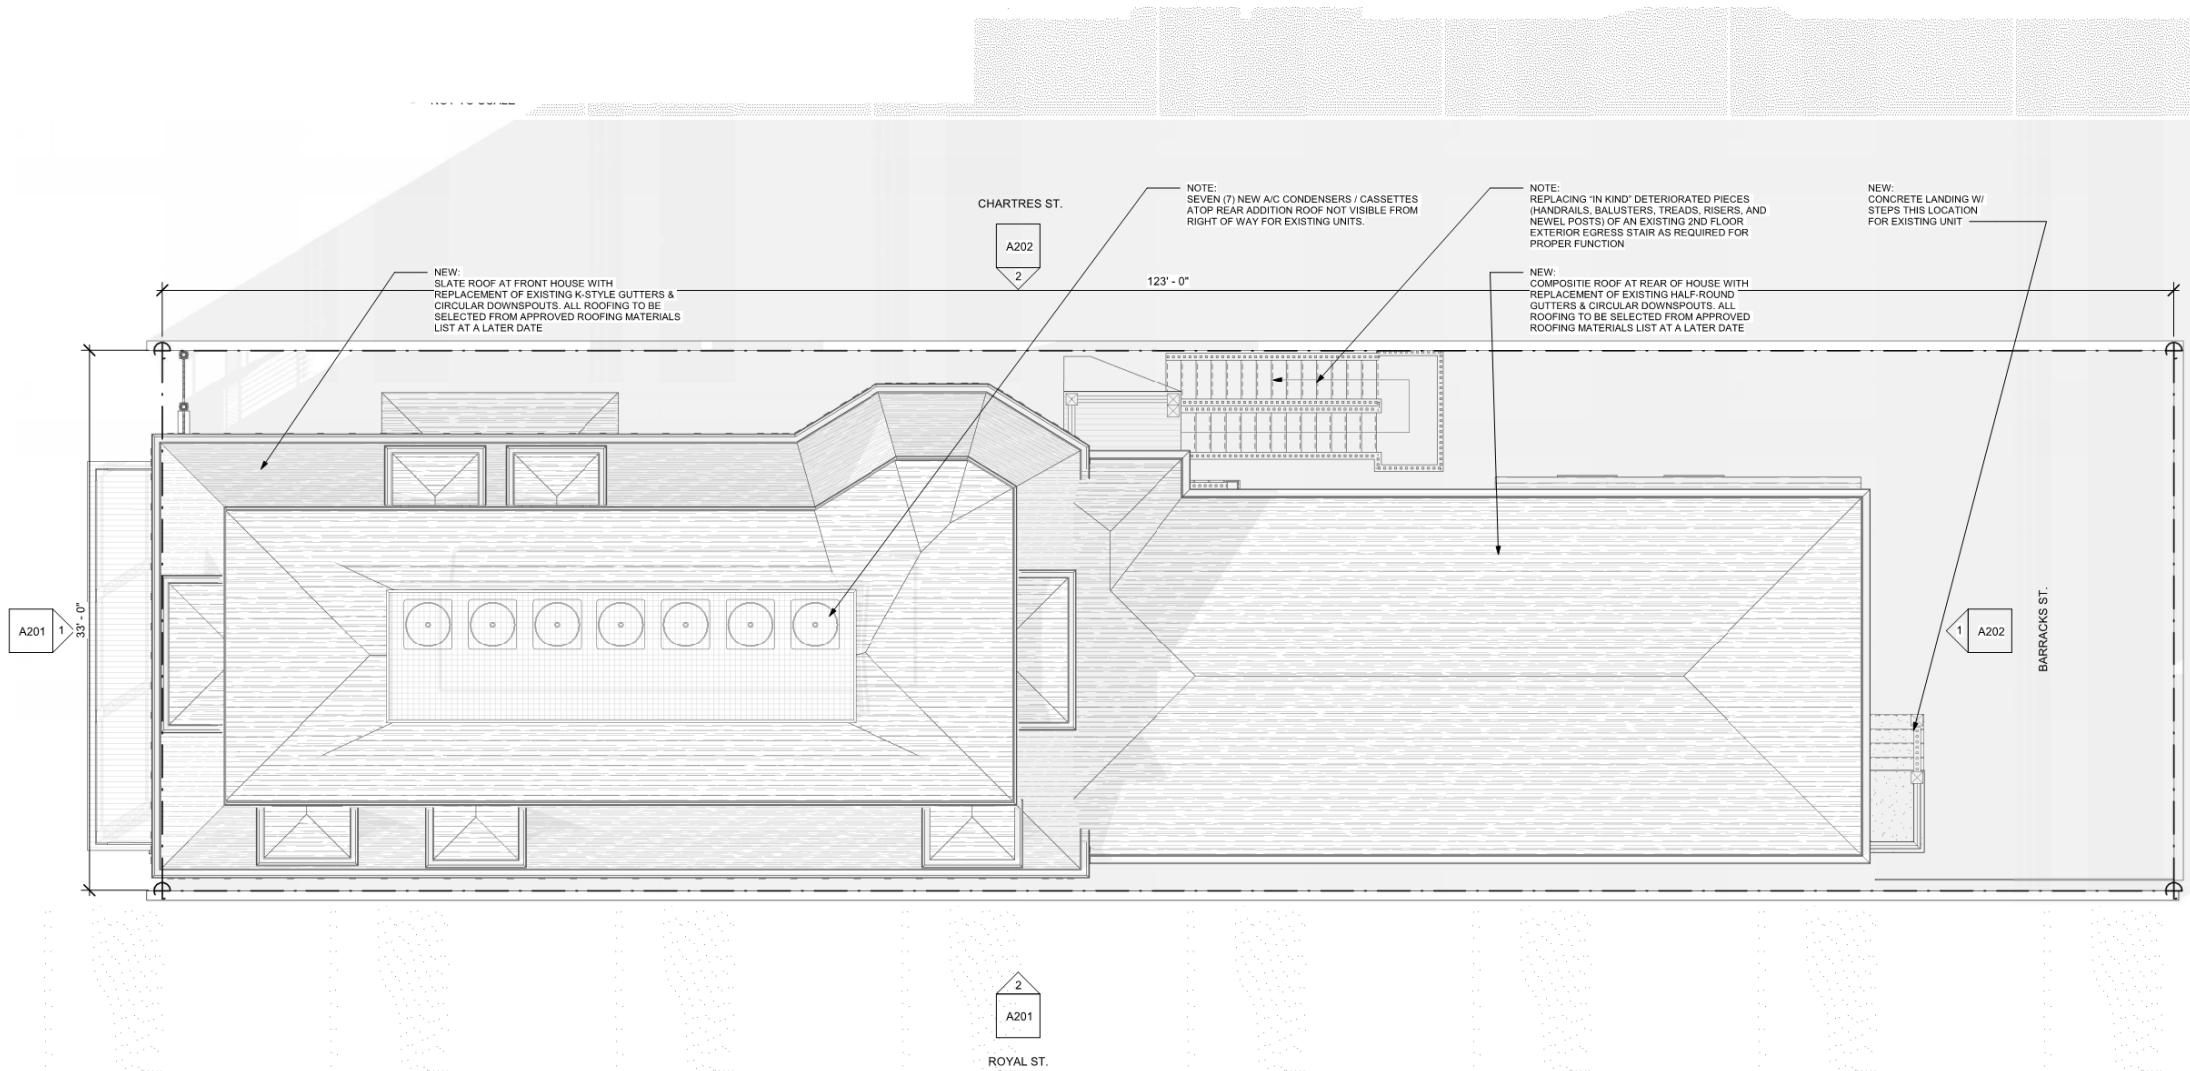 CHARTRES ST.
A202
2
NOTE:
SEVEN (7) NEW A/C CONDENSERS / CASSETTES
ATOP REAR ADDITION ROOF NOT VISIBLE FROM
RIGHT OF WAY FOR EXISTING UNITS.
NOTE:
REPLACING "IN KIND" DETERIORATED PIECES
(HANDRAILS, BALUSTERS, TREADS, RISERS, AND
NEWEL POSTS) OF AN EXISTING 2ND FLOOR
EXTERIOR EGRESS STAIR AS REQUIRED FOR
PROPER FUNCTION
NEW:
CONCRETE LANDING W/
STEPS THIS LOCATION
FOR EXISTING UNIT
NEW:
SLATE ROOF AT FRONT HOUSE WITH
REPLACEMENT OF EXISTING K-STYLE GUTTERS &
CIRCULAR DOWNSPOUTS. ALL ROOFING TO BE
SELECTED FROM APPROVED ROOFING MATERIALS
LIST AT A LATER DATE
123' - 0"
NEW:
COMPOSITIE ROOF AT REAR OF HOUSE WITH
REPLACEMENT OF EXISTING HALF-ROUND
GUTTERS & CIRCULAR DOWNSPOUTS. ALL
ROOFING TO BE SELECTED FROM APPROVED
ROOFING MATERIALS LIST AT A LATER DATE
A201
1
33' - 0"
1
A202
BARRACKS ST.
2
A201
ROYAL ST.